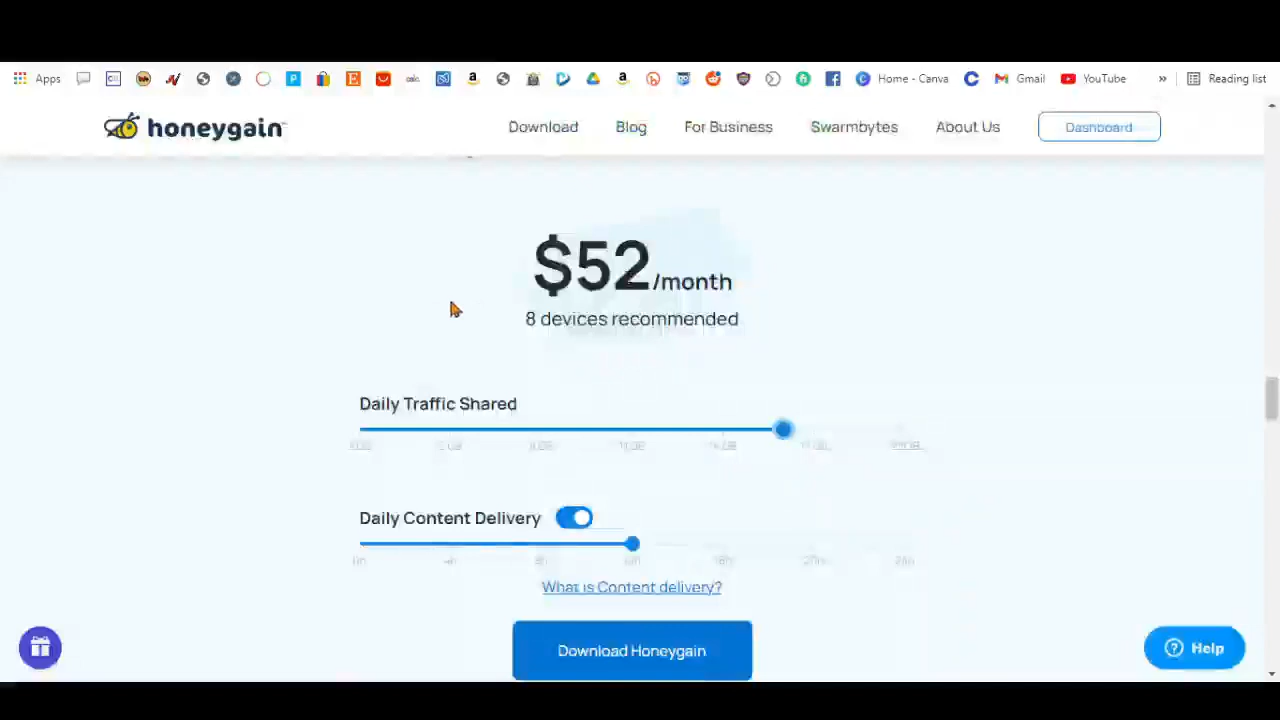 Apps
Home - Canva
Gmail
YouTube
»
Reading list
honeygain
Download
Blog
For Business
Swarmbytes
About Us
Dashboard
$52/month
8 devices recommended
Daily Traffic Shared
Daily Content Delivery
What is Content delivery?
Download Honeygain
? Help